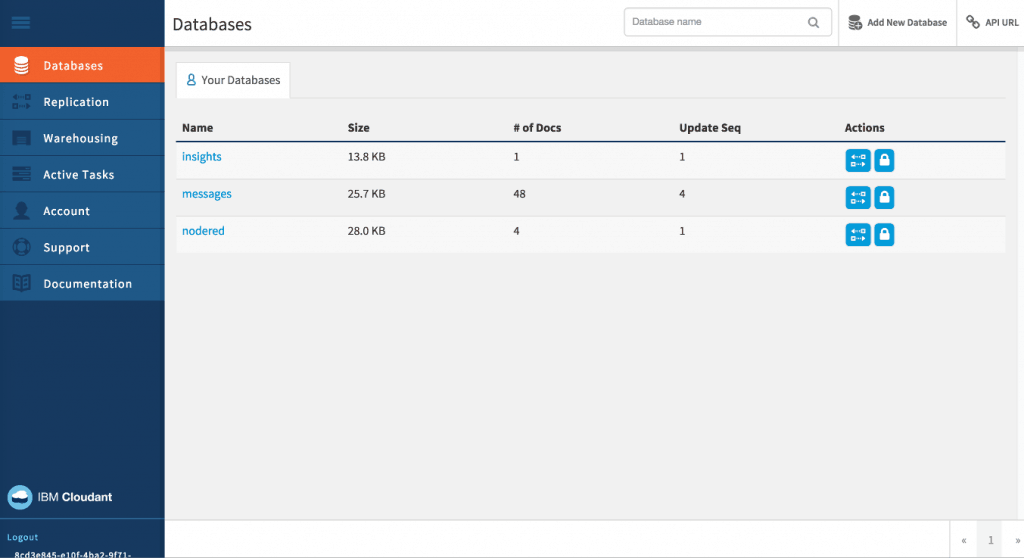 Databases
Database name
Add New Database
API URL
Databases
Replication
Warehousing
Active Tasks
Account
Support
Documentation
Your Databases
Name Size # of Docs Update Seq Actions
insights 13.8 KB 1 1
messages 25.7 KB 48 4
nodered 28.0 KB 4 1
IBM Cloudant
Logout
8cd3e845-e10f-4ba2-9f71-
« 1 »